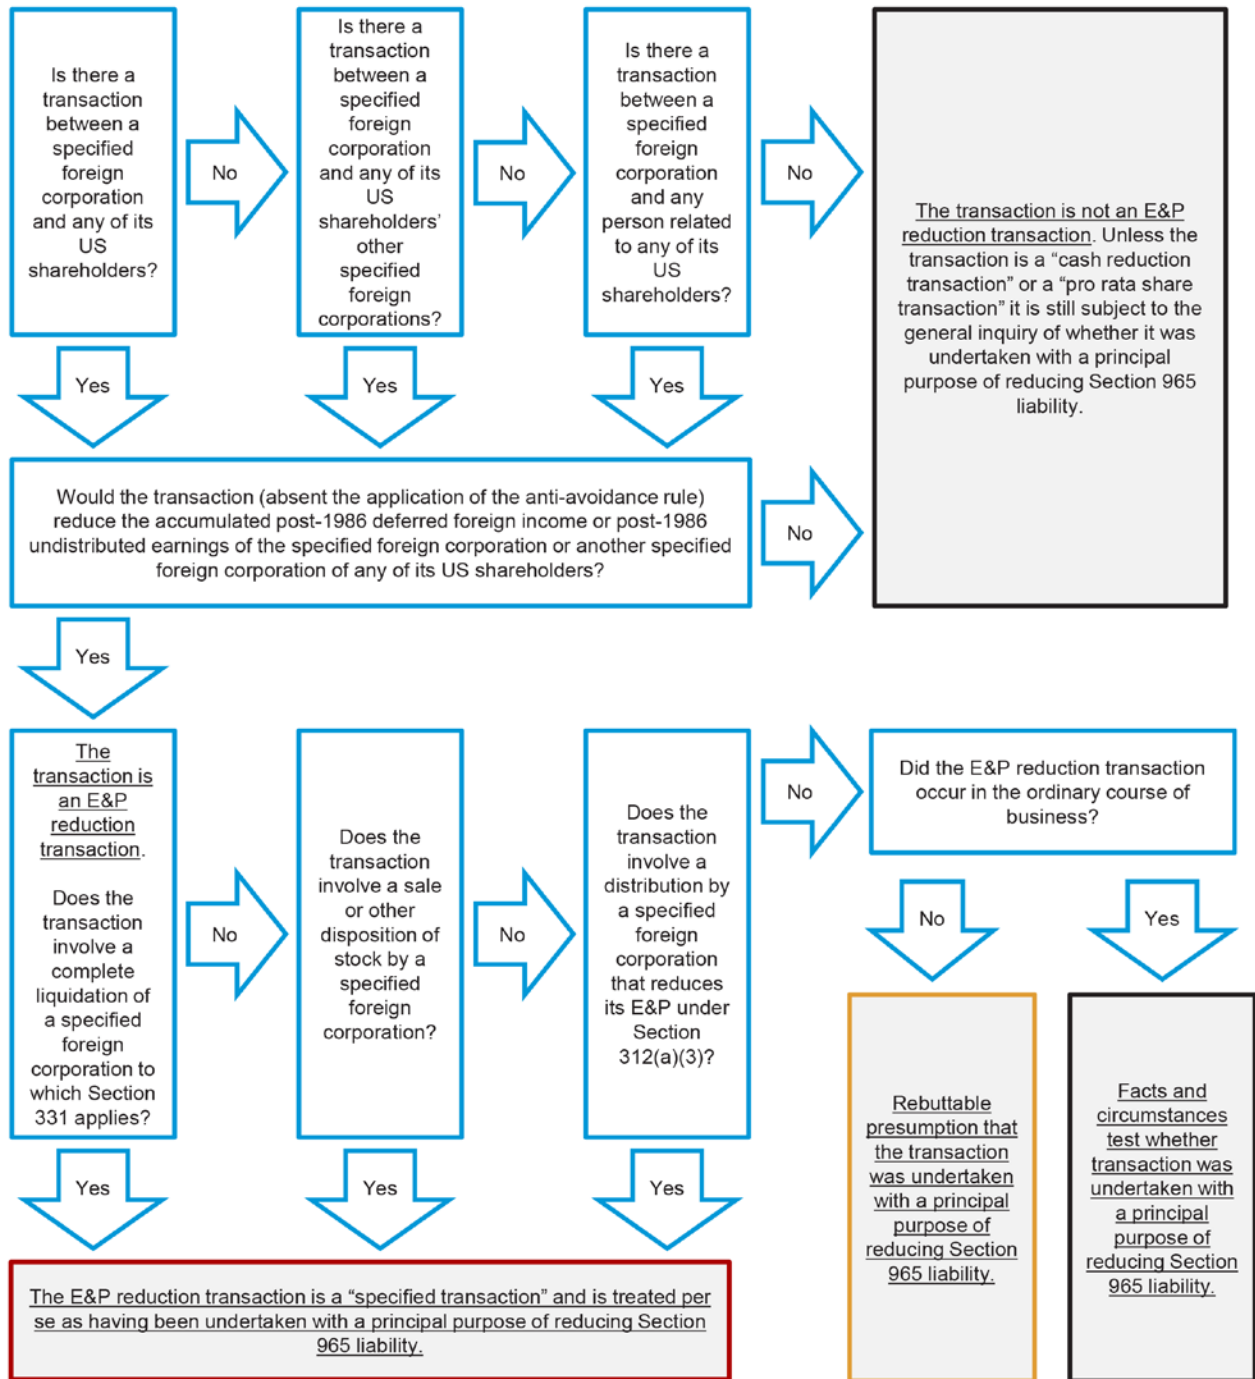 Is there a
transaction
between a
specified
foreign
corporation
and any of its
US
shareholders?
No
Is there a
transaction
between a
specified
foreign
corporation
and any of its
US
shareholders'
other
specified
foreign
corporations?
No
Is there a
transaction
between a
specified
foreign
corporation
and any
person related
to any of its
US
shareholders?
No
The transaction is not an E&P
reduction transaction. Unless the
transaction is a “cash reduction
transaction” or a “pro rata share
transaction” it is still subject to the
general inquiry of whether it was
undertaken with a principal
purpose of reducing Section 965
liability.
Yes
Yes
Yes
Would the transaction (absent the application of the anti-avoidance rule)
reduce the accumulated post-1986 deferred foreign income or post-1986
undistributed earnings of the specified foreign corporation or another specified
foreign corporation of any of its US shareholders?
No
Yes
The
transaction is
an E&P
reduction
transaction.
Does the
transaction
involve a
complete
liquidation of
a specified
foreign
corporation to
which Section
331 applies?
No
Does the
transaction
involve a sale
or other
disposition of
stock by a
specified
foreign
corporation?
No
Does the
transaction
involve a
distribution by
a specified
foreign
corporation
that reduces
its E&P under
Section
312(a)(3)?
No
Did the E&P reduction transaction
occur in the ordinary course of
business?
No
Yes
Yes
Yes
Yes
Rebuttable
presumption that
the transaction
was undertaken
with a principal
purpose of
reducing Section
965 liability.
Facts and
circumstances
test whether
transaction was
undertaken with
a principal
purpose of
reducing Section
965 liability.
The E&P reduction transaction is a “specified transaction” and is treated per
se as having been undertaken with a principal purpose of reducing Section
965 liability.